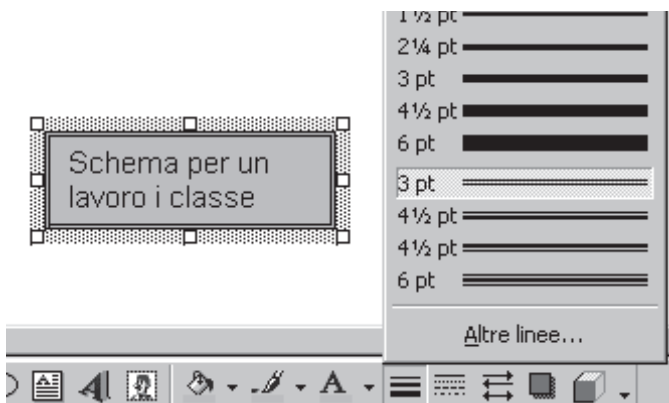 1 ½ pt
2¼ pt
3 pt
4½ pt
6 pt
3 pt
4½ pt
4½ pt
6 pt
Altre linee...
Schema per un
lavoro i classe